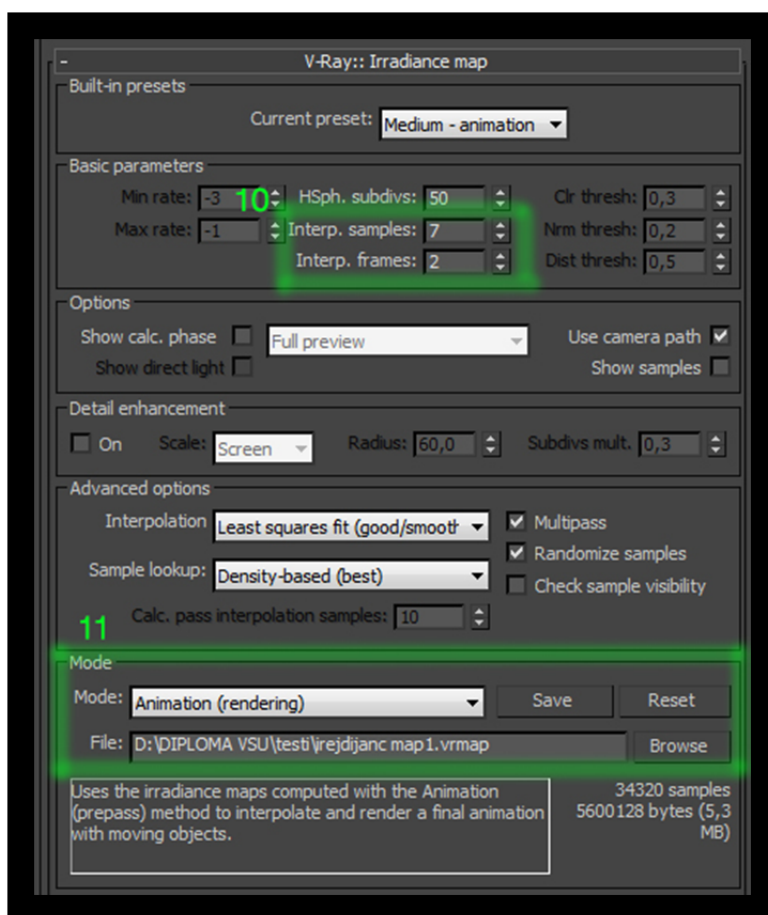 - V-Ray:: Irradiance map
Built-in presets
Current preset: Medium - animation
Basic parameters
Min rate: -3 10 HSph. subdivs: 50 Clr thresh: 0,3
Max rate: -1 Interp. samples: 7 Nrm thresh: 0,2
Interp. frames: 2 Dist thresh: 0,5
Options
Show calc. phase Full preview Use camera path
Show direct light Show samples
Detail enhancement
On Scale: Screen Radius: 60,0 Subdivs mult. 0,3
Advanced options
Interpolation Least squares fit (good/smooth Multipass
Randomize samples
Sample lookup: Density-based (best) Check sample visibility
Calc. pass interpolation samples: 10
11
Mode
Mode: Animation (rendering) Save Reset
File: D:\DIPLOMA VSU\testi\irejdijanc map1.vrmap Browse
Uses the irradiance maps computed with the Animation 34320 samples
(prepass) method to interpolate and render a final animation 5600128 bytes (5,3
with moving objects. MB)